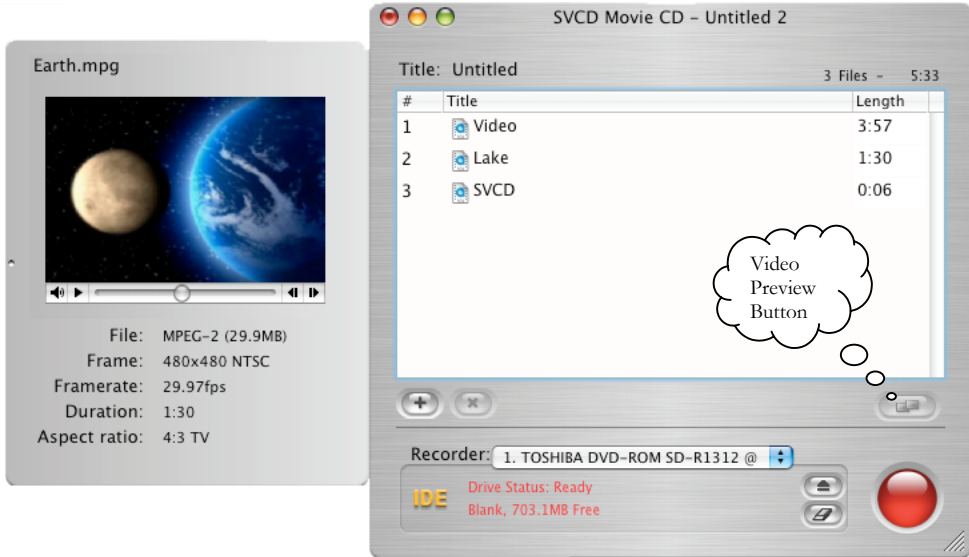 SVCD Movie CD – Untitled 2
Earth.mpg
File: MPEG-2 (29.9MB)
Frame: 480x480 NTSC
Framerate: 29.97fps
Duration: 1:30
Aspect ratio: 4:3 TV
Title: Untitled
3 Files – 5:33
# Title Length
1 Video 3:57
2 Lake 1:30
3 SVCD 0:06
Video
Preview
Button
Recorder: 1. TOSHIBA DVD-ROM SD-R1312 @
IDE
Drive Status: Ready
Blank, 703.1MB Free